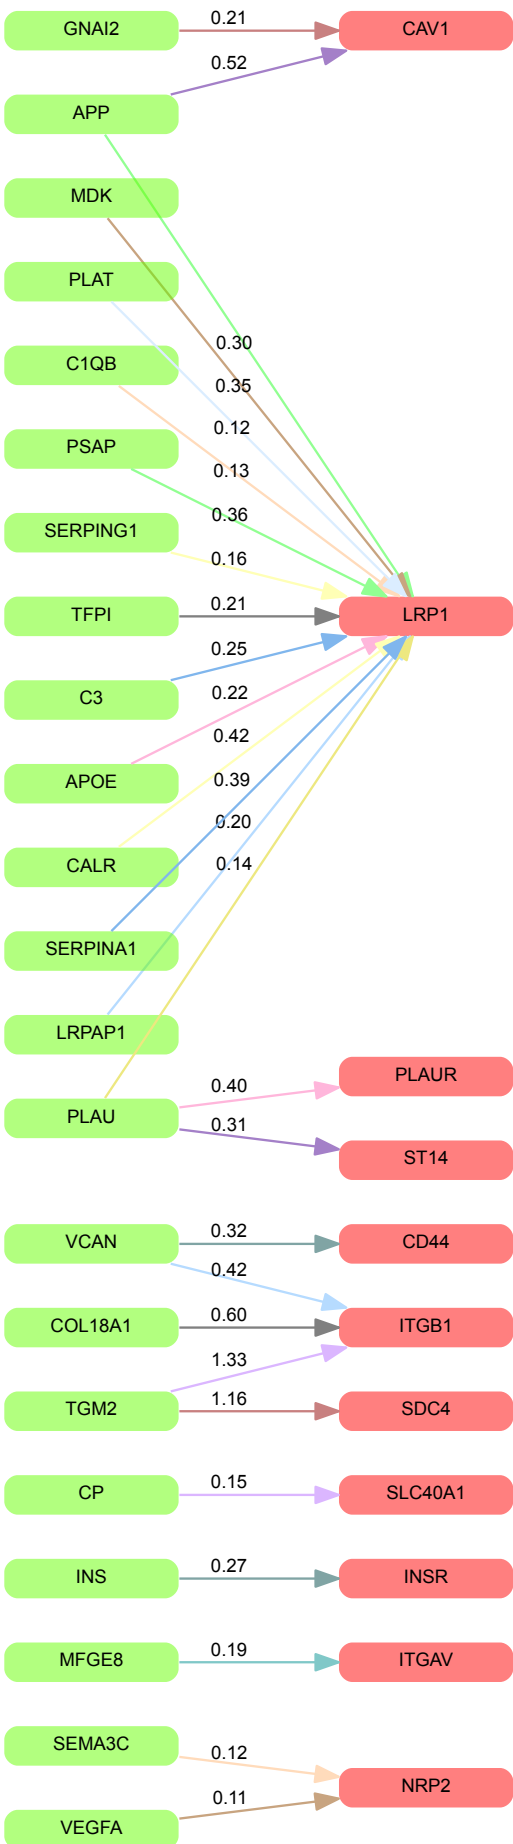 GNAI2 0.21 CAV1
0.52
APP
MDK
PLAT
0.30
C1QB
0.35
0.12
PSAP
0.13
0.36
SERPING1
0.16
TFPI 0.21 LRP1
0.25
C3
0.22
0.42
APOE
0.39
0.20
CALR
0.14
SERPINA1
LRPAP1
PLAUR
0.40
PLAU
0.31
ST14
VCAN 0.32 CD44
0.42
COL18A1 0.60 ITGB1
1.33
TGM2 1.16 SDC4
CP 0.15 SLC40A1
INS 0.27 INSR
MFGE8 0.19 ITGAV
SEMA3C
0.12
NRP2
0.11
VEGFA